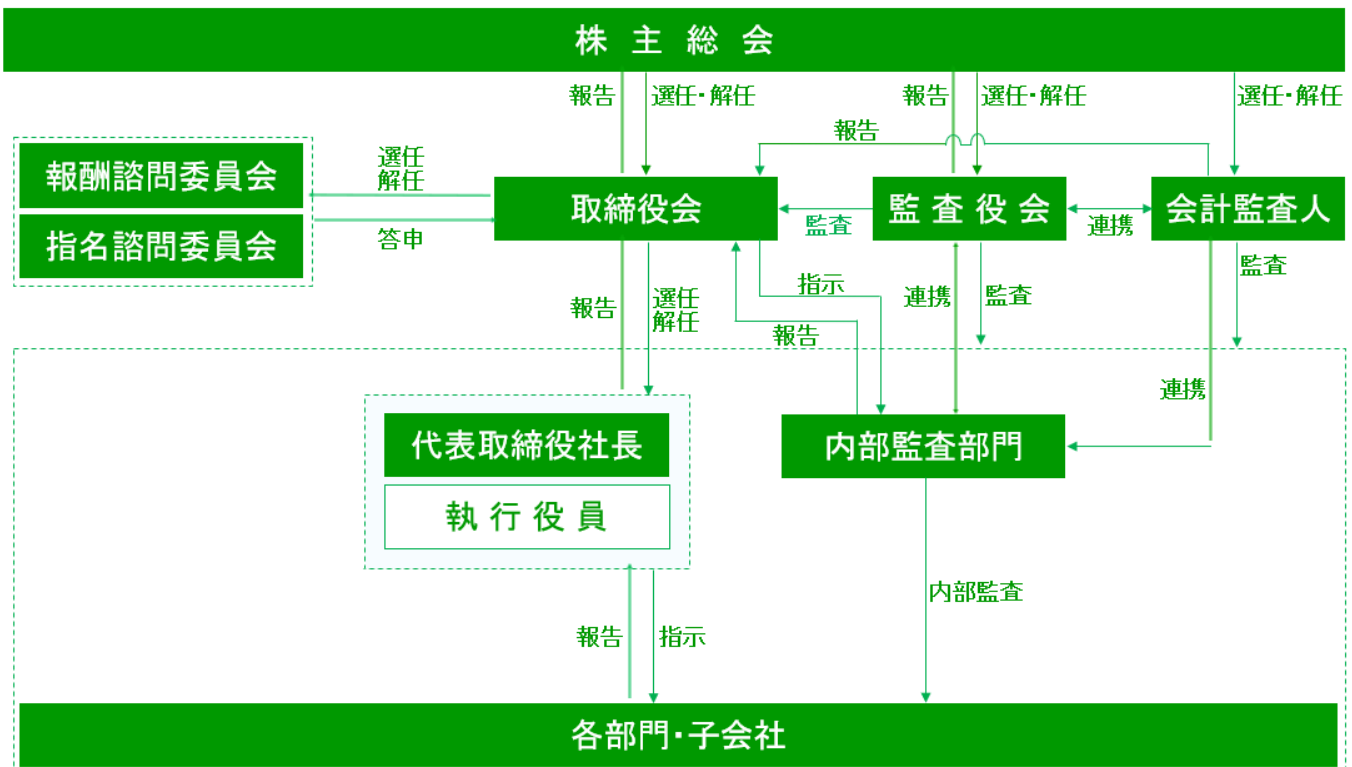 株主総会
報告
選任・解任
報告
選任・解任
選任・解任
報告
報酬諮問委員会
選任
解任
取締役会
監査役会
会計監査人
監査
連携
指名諮問委員会
答申
監査
指示
連携
監査
報告
選任
解任
報告
連携
代表取締役社長
内部監査部門
執行役員
内部監査
報告
指示
各部門・子会社